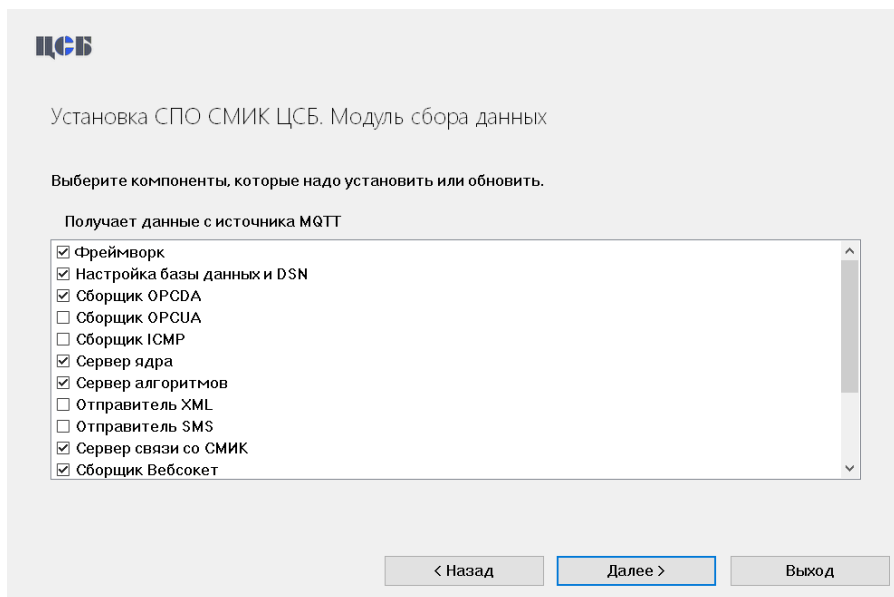 ЦСБ
Установка СПО СМИК ЦСБ. Модуль сбора данных
Выберите компоненты, которые надо установить или обновить.
Получает данные с источника MQTT
Фреймворк
Настройка базы данных и DSN
Сборщик OPCDA
Сборщик OPCUA
Сборщик ICMP
Сервер ядра
Сервер алгоритмов
Отправитель XML
Отправитель SMS
Сервер связи со СМИК
Сборщик Вебсокет
< Назад
Далее >
Выход